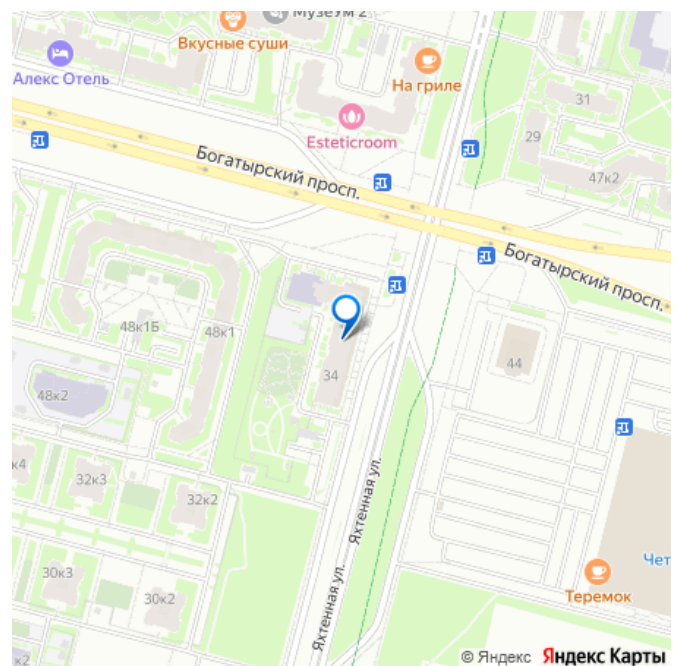 МузеУм 2
Вкусные суши
Алекс Отель
На гриле
31
Esteticroom
29
47к2
Богатырский просп.
Богатырский просп.
48к1Б
48к1
44
34
48к2
к4
32к3
32к2
Яхтенная ул.
Чет
30к3
Теремок
30к2
Яхтенная ул.
к2
© Яндекс Яндекс Карты